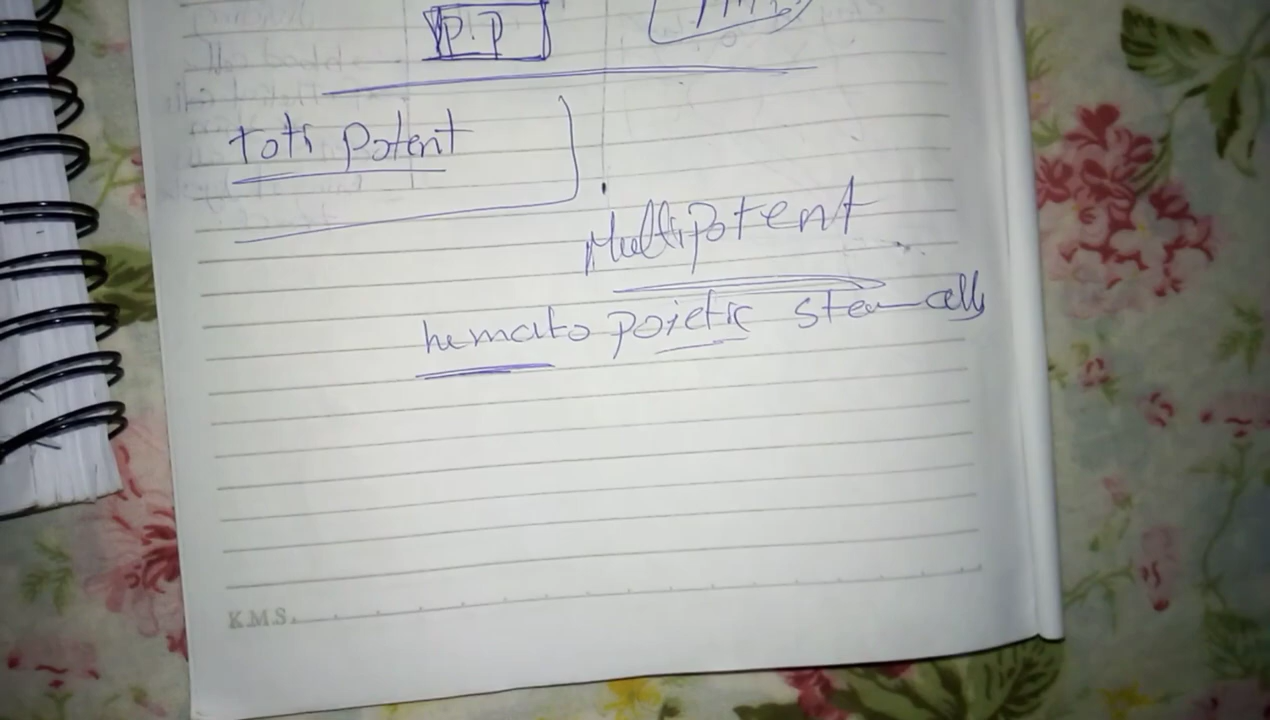 P.P
toti potent
Multipotent
hemato poietic stem cells
K.M.S.